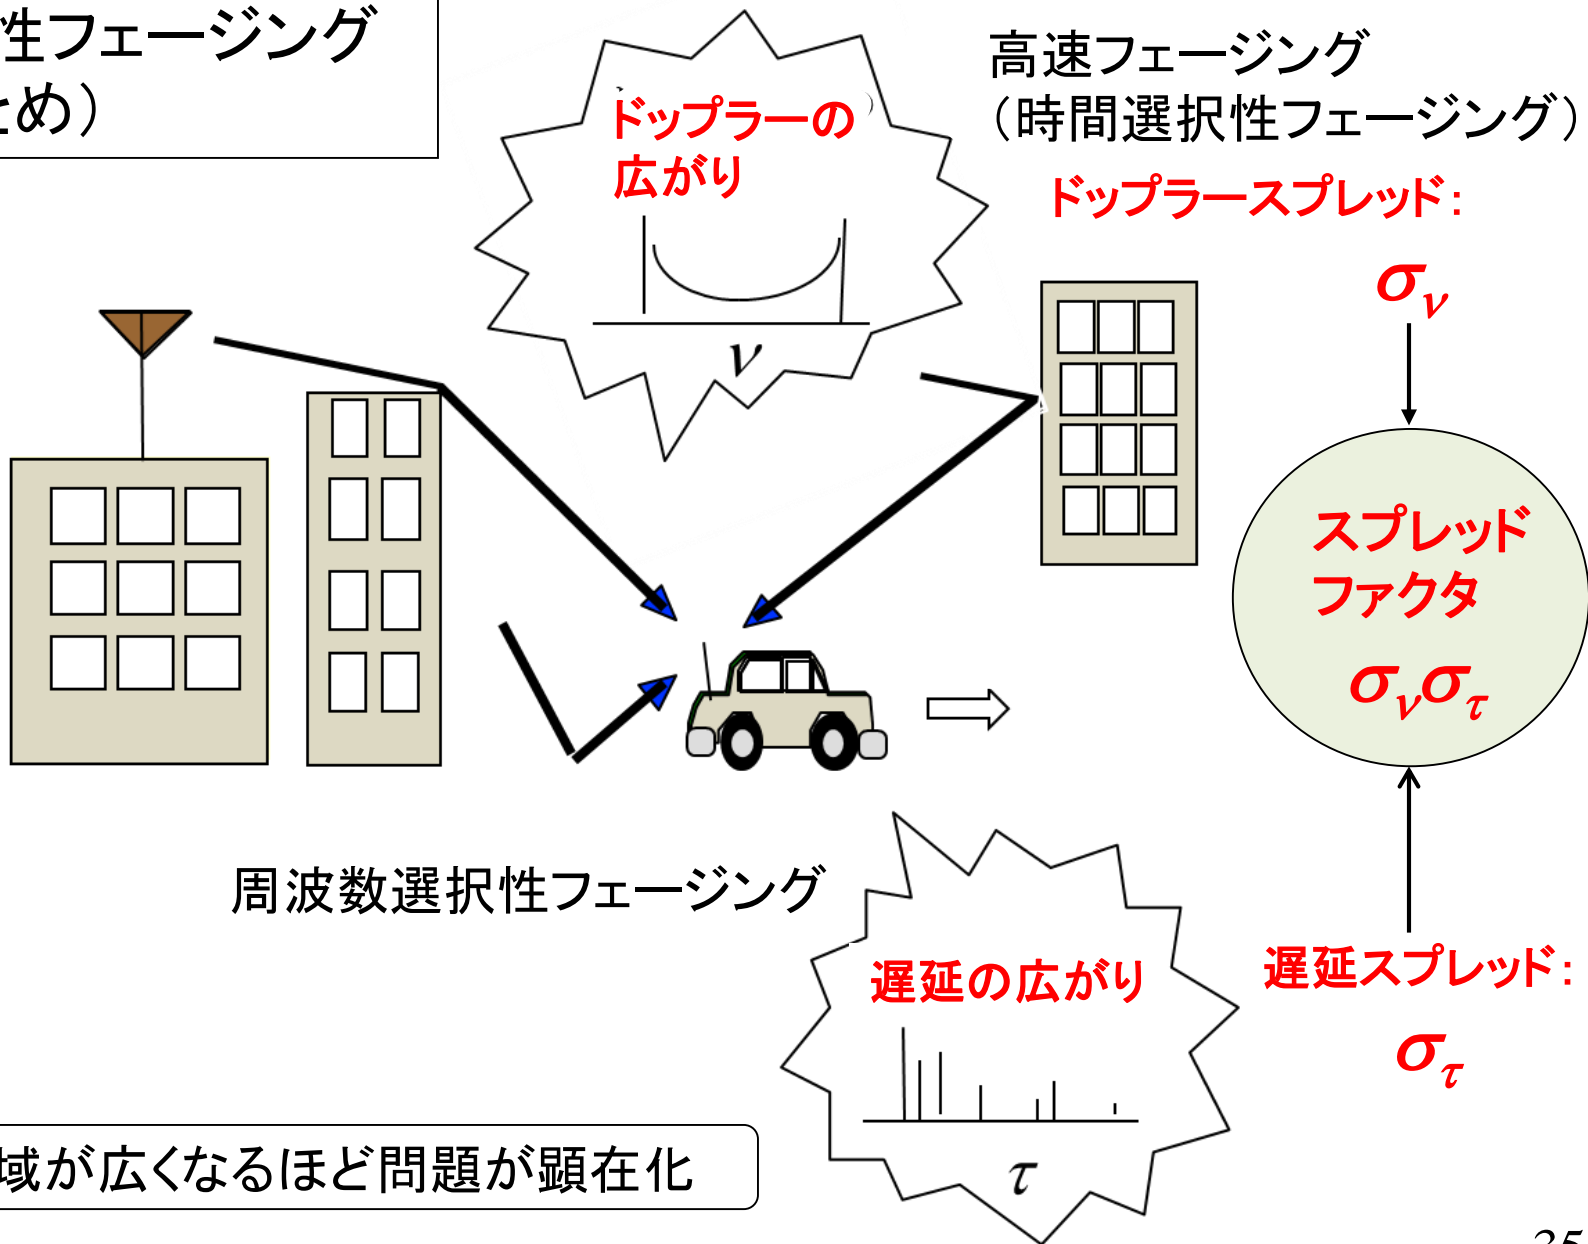 性フェージング
とめ）
ドップラーの
広がり
ν
高速フェージング
（時間選択性フェージング）
ドップラースプレッド：
σν
スプレッド
ファクタ
σνστ
周波数選択性フェージング
遅延の広がり
τ
遅延スプレッド：
στ
域が広くなるほど問題が顕在化